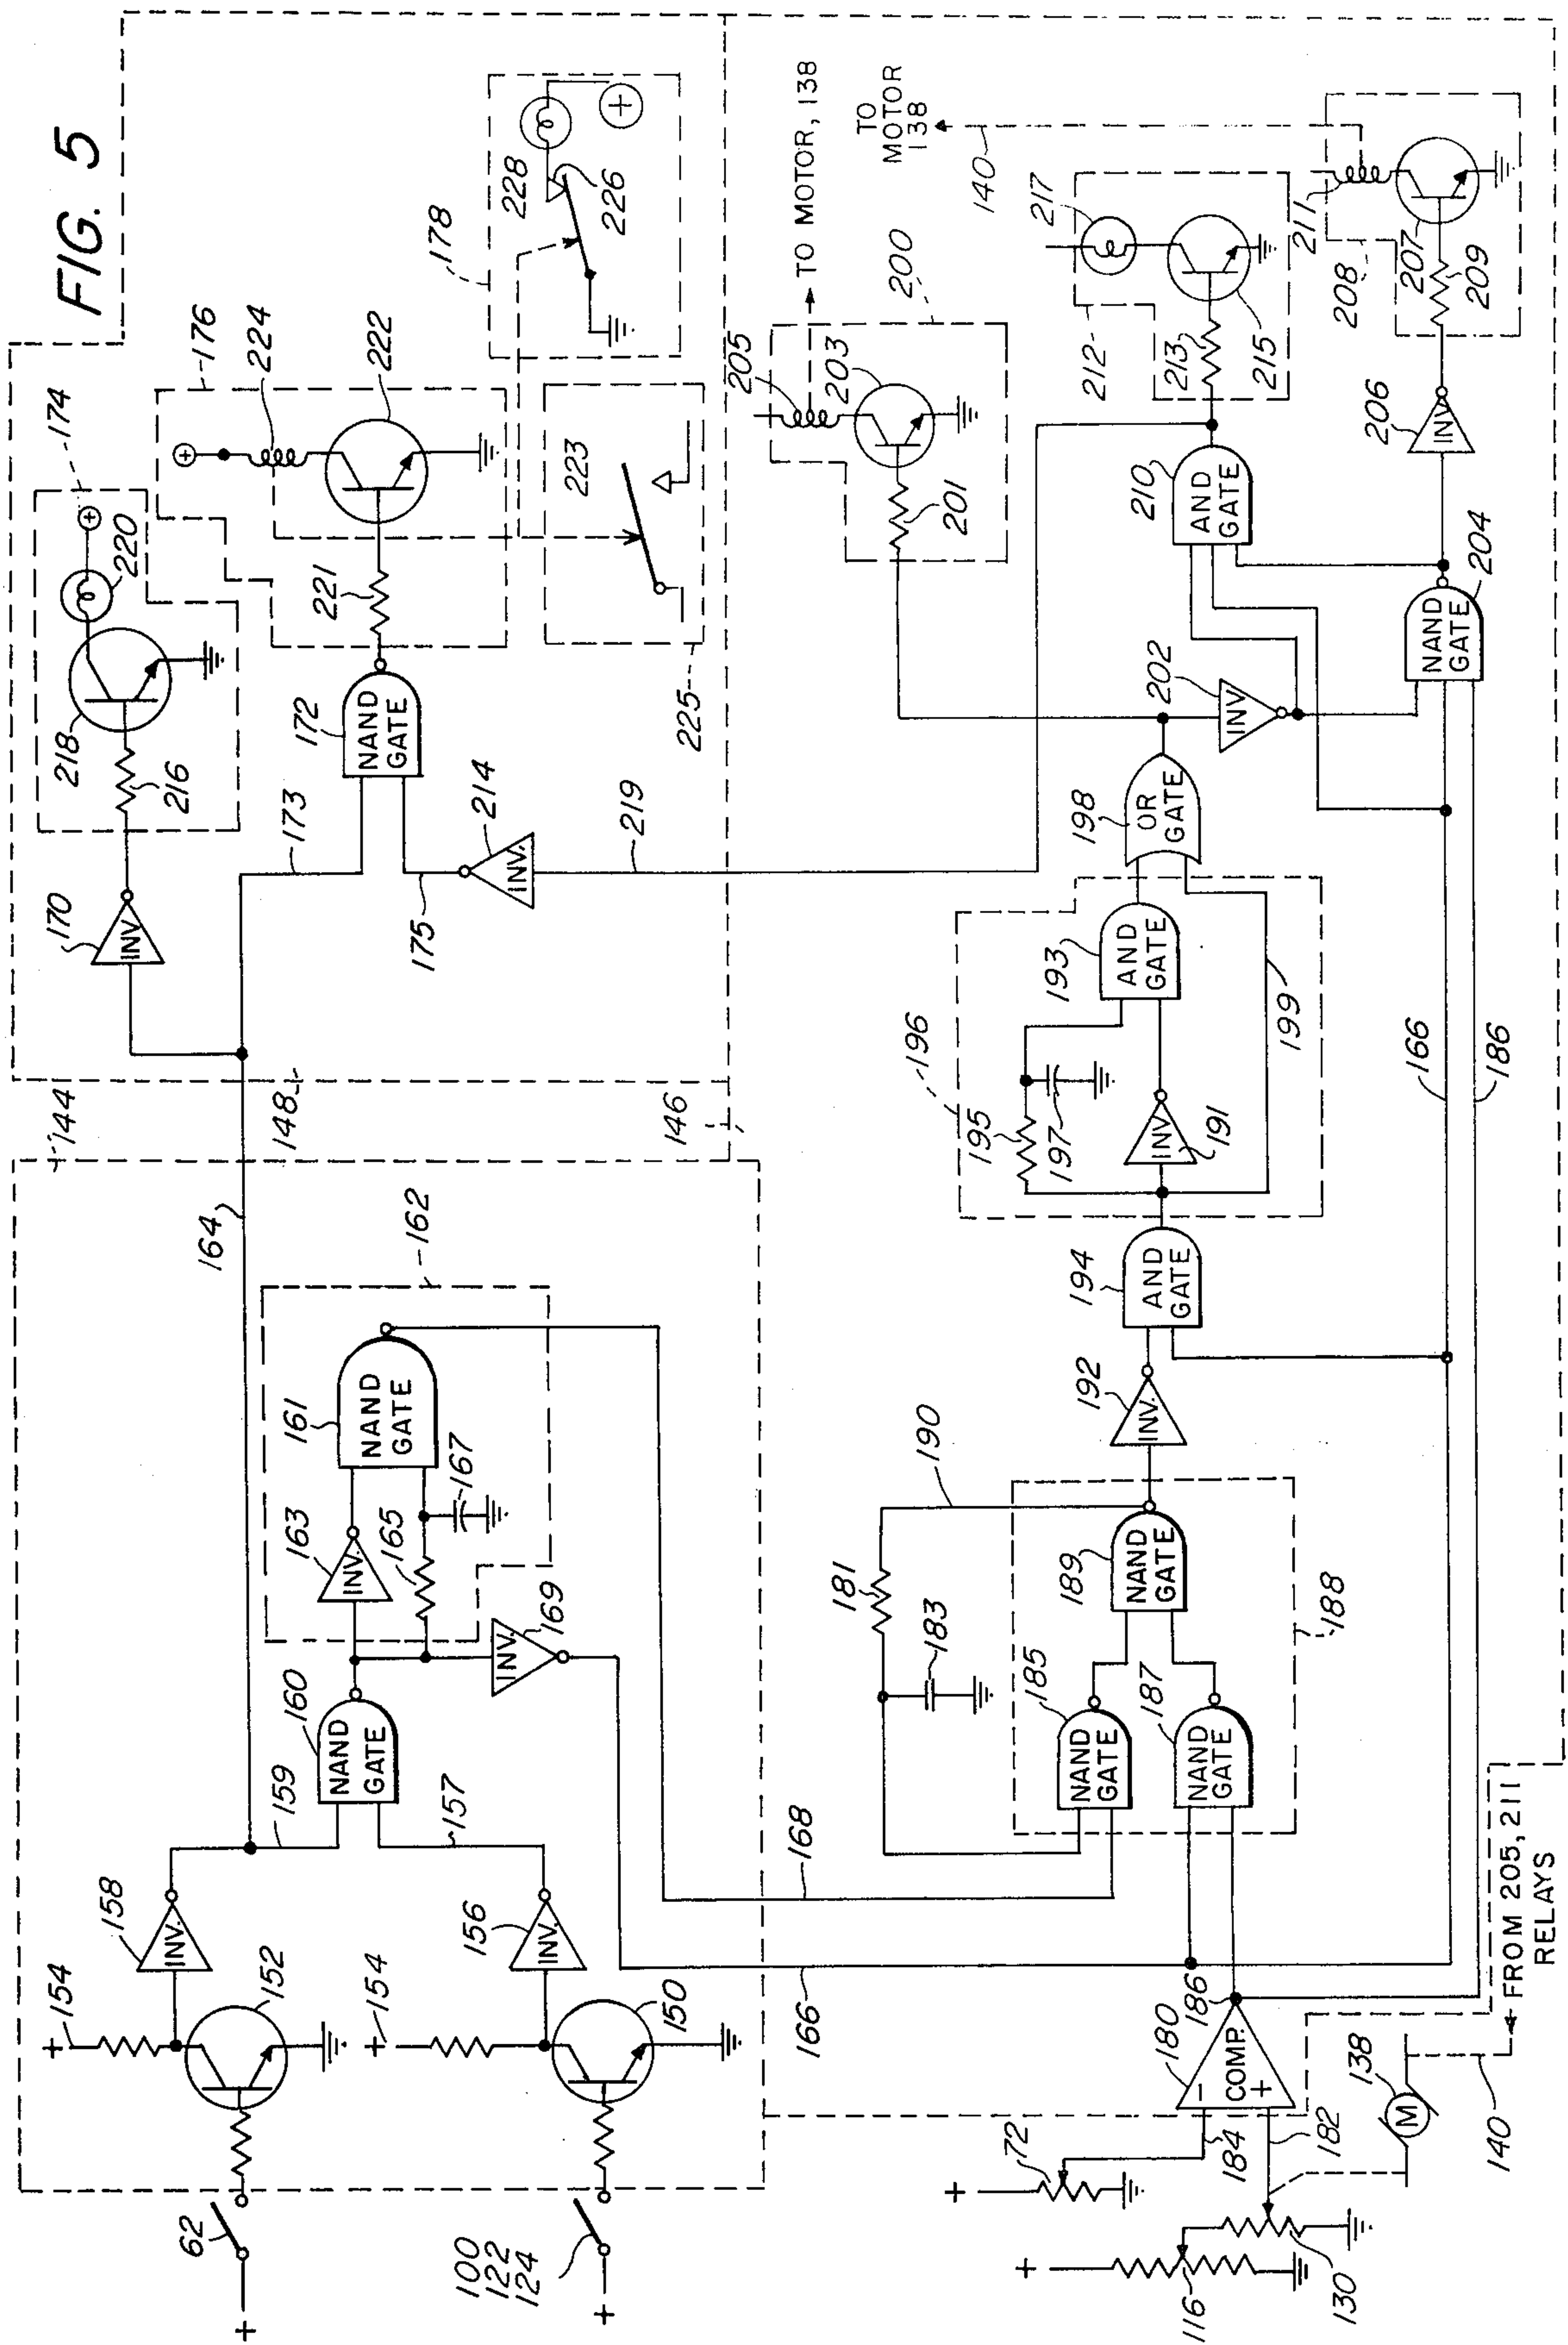 FIG. 5
144
148
146
164
62
100
122
124
+
+
154
152
158
INV.
154
+
+
150
156
INV.
159
157
160
NAND
GATE
163
INV.
161
NAND
GATE
162
165
167
169
INV.
166
168
170
INV
173
175
214
INV.
219
172
NAND
GATE
174
216
218
220
+
176
221
222
224
+
223
225
178
226
228
+
116
130
72
+
+
182
184
180
COMP.
-
+
186
138
M
140
FROM 205, 211
RELAYS
181
183
185
NAND
GATE
187
NAND
GATE
189
NAND
GATE
188
190
192
INV.
194
AND
GATE
196
195
197
191
INV
193
AND
GATE
199
198
OR
GATE
166
186
200
201
203
205
TO MOTOR, 138
202
INV
204
NAND
GATE
210
AND
GATE
206
INV
212
213
215
217
208
209
207
211
140
TO
MOTOR
138